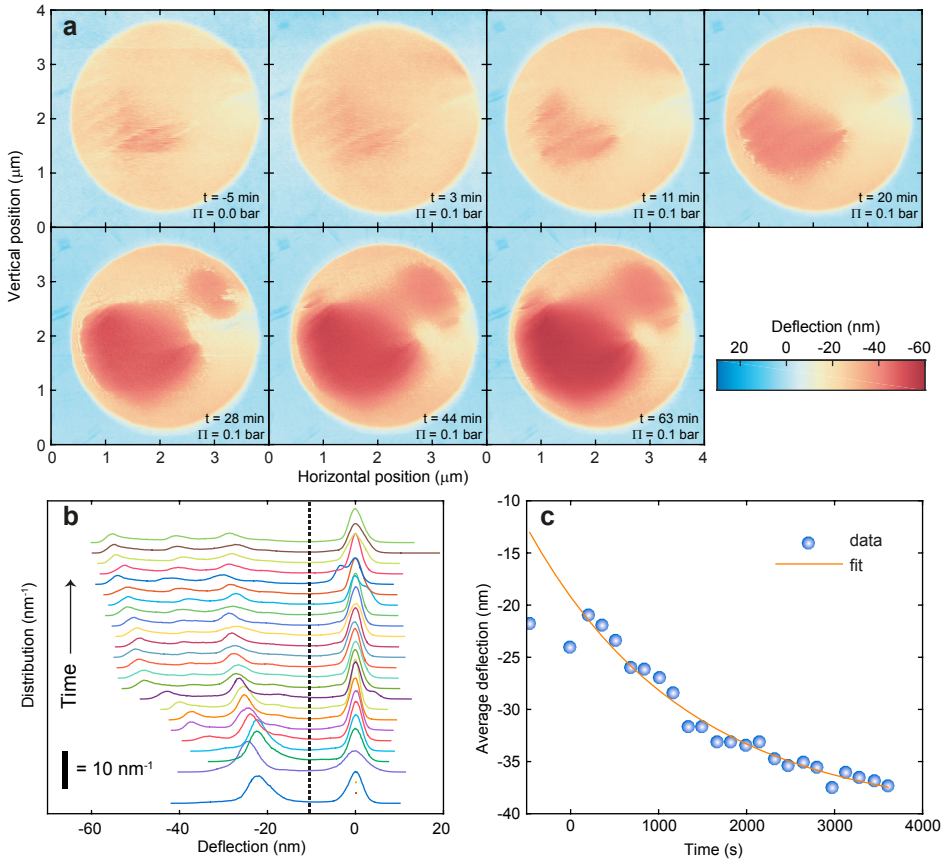 a
4
3
2
1
0
Vertical position (μm)
t = -5 min
Π = 0.0 bar
t = 3 min
Π = 0.1 bar
t = 11 min
Π = 0.1 bar
t = 20 min
Π = 0.1 bar
3
2
1
0
t = 28 min
Π = 0.1 bar
t = 44 min
Π = 0.1 bar
t = 63 min
Π = 0.1 bar
0 1 2 3 0 1 2 3 0 1 2 3 4
Horizontal position (μm)
Deflection (nm)
20 0 -20 -40 -60
b
Distribution (nm⁻¹)
Time
= 10 nm⁻¹
-60 -40 -20 0 20
Deflection (nm)
c
-10
-15
-20
-25
-30
-35
-40
Average deflection (nm)
data
fit
0 1000 2000 3000 4000
Time (s)